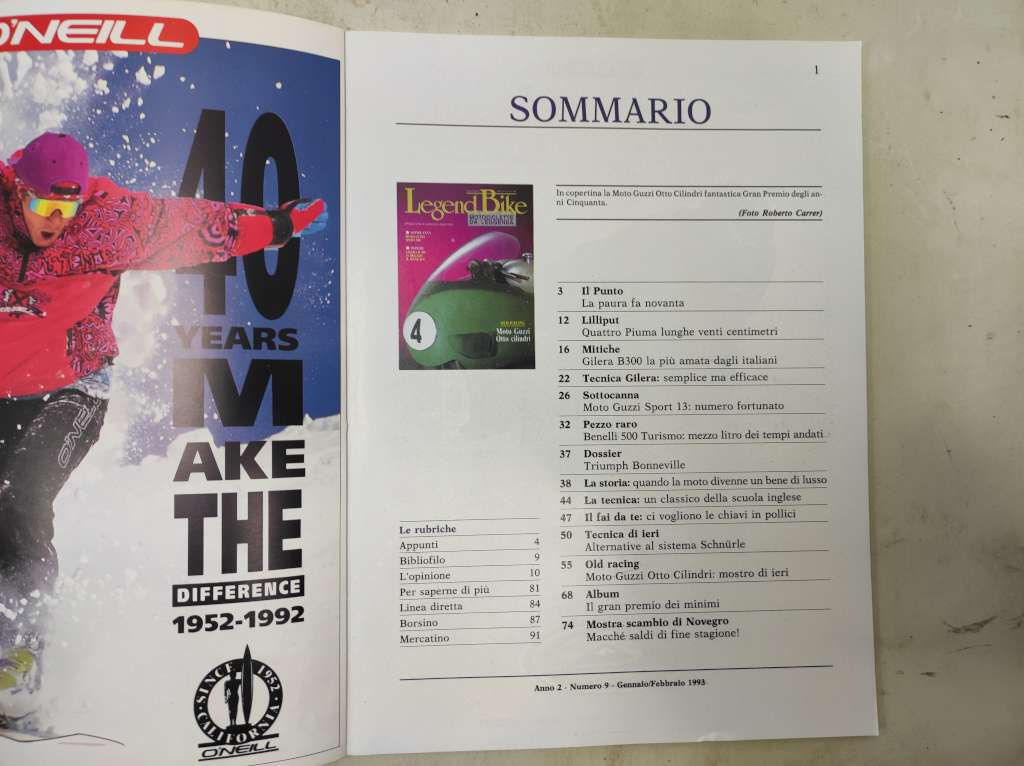 O'NEILL
40
YEARS
M
AKE
THE
DIFFERENCE
1952-1992
O'NEILL
SINCE 1952
CALIFORNIA
O'NEILL
1
SOMMARIO
Legend Bike
MOTOCICLETTE
DA LEGGENDA
4
Moto Guzzi
Otto cilindri
In copertina la Moto Guzzi Otto Cilindri fantastica Gran Premio degli an-
ni Cinquanta.
(Foto Roberto Carrer)
3 Il Punto
La paura fa novanta
12 Lilliput
Quattro Piuma lunghe venti centimetri
16 Mitiche
Gilera B300 la più amata dagli italiani
22 Tecnica Gilera: semplice ma efficace
26 Sottocanna
Moto Guzzi Sport 13: numero fortunato
32 Pezzo raro
Benelli 500 Turismo: mezzo litro dei tempi andati
37 Dossier
Triumph Bonneville
38 La storia: quando la moto divenne un bene di lusso
44 La tecnica: un classico della scuola inglese
47 Il fai da te: ci vogliono le chiavi in pollici
50 Tecnica di ieri
Alternative al sistema Schnürle
55 Old racing
Moto Guzzi Otto Cilindri: mostro di ieri
68 Album
Il gran premio dei minimi
74 Mostra scambio di Novegro
Macché saldi di fine stagione!
Le rubriche
Appunti 4
Bibliofilo 9
L'opinione 10
Per saperne di più 81
Linea diretta 84
Borsino 87
Mercatino 91
Anno 2 - Numero 9 - Gennaio/Febbraio 1993